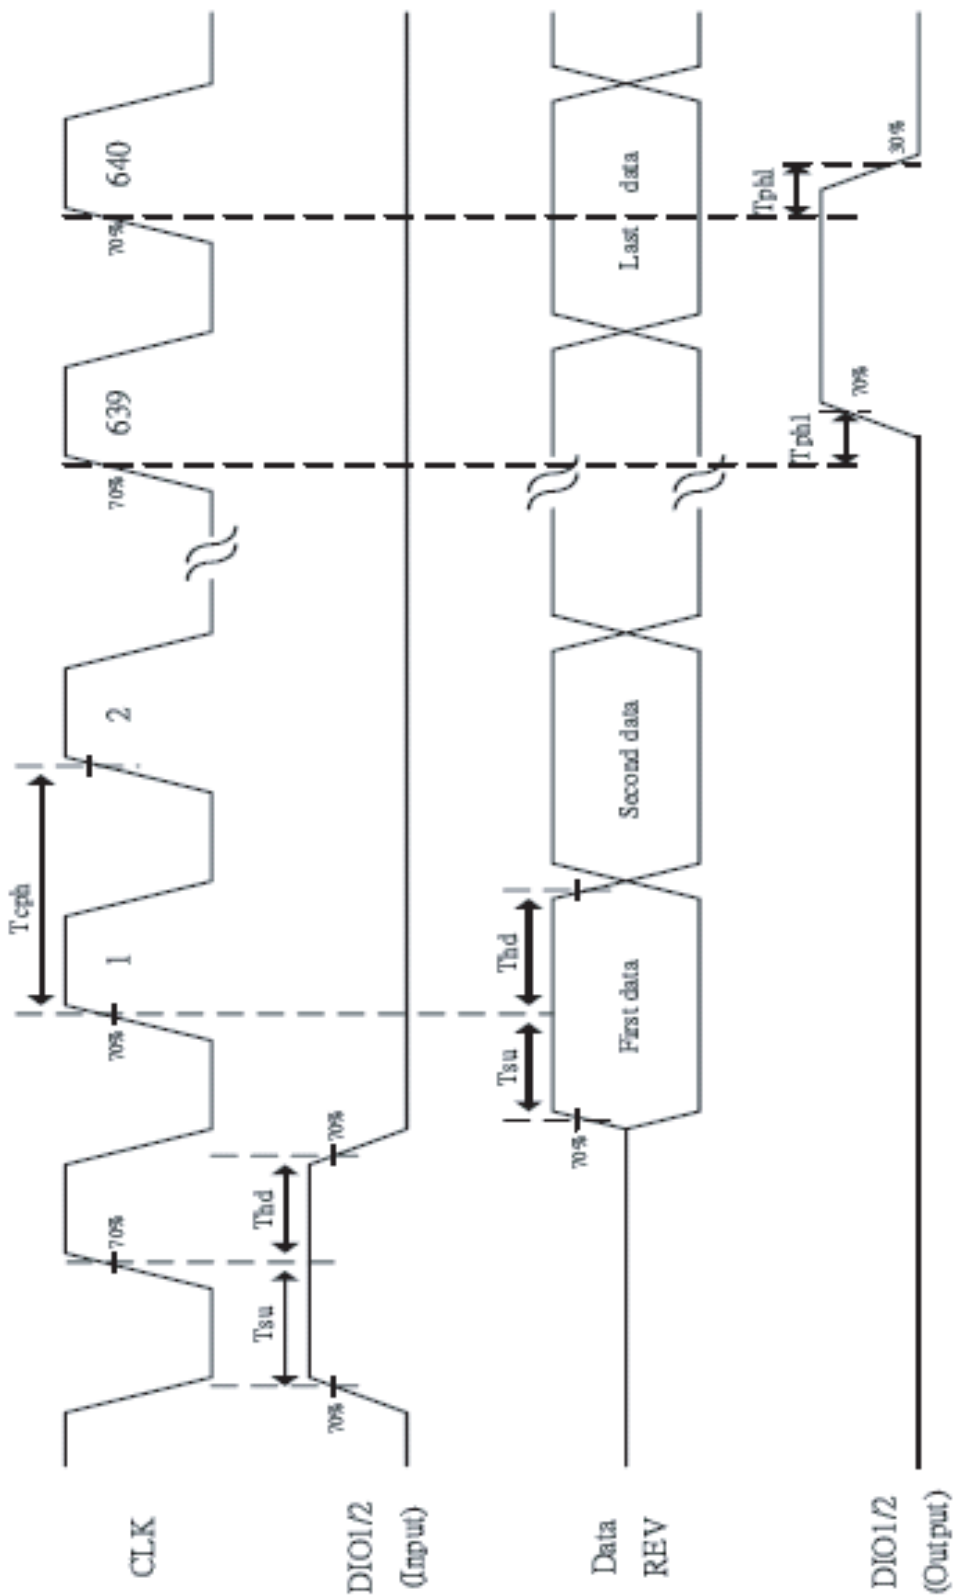 Tcph
CLK
70%
70%
1
2
70%
639
70%
640
DIO1/2
(Input)
70%
Tsu
Thd
70%
Data
REV
70%
Tsu
Thd
First data
Second data
Last data
DIO1/2
(Output)
Tphl
70%
Tphl
30%